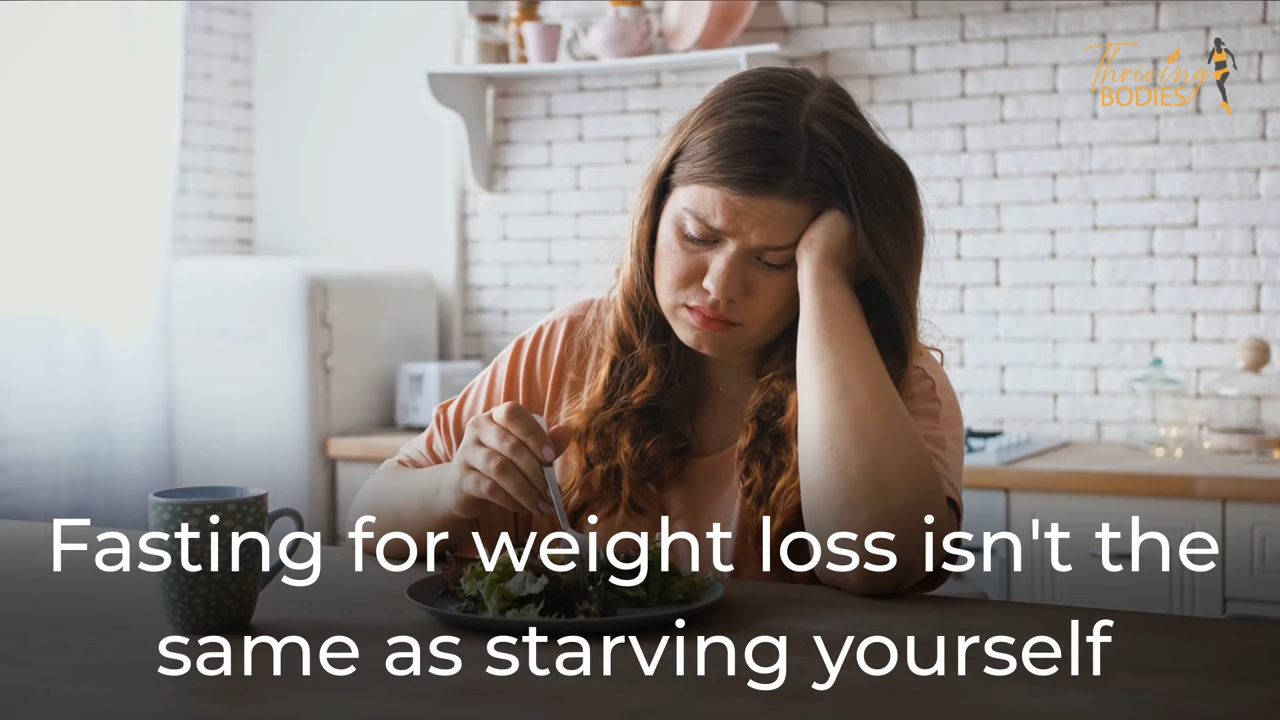 Thriving
BODIES
Fasting for weight loss isn't the
same as starving yourself